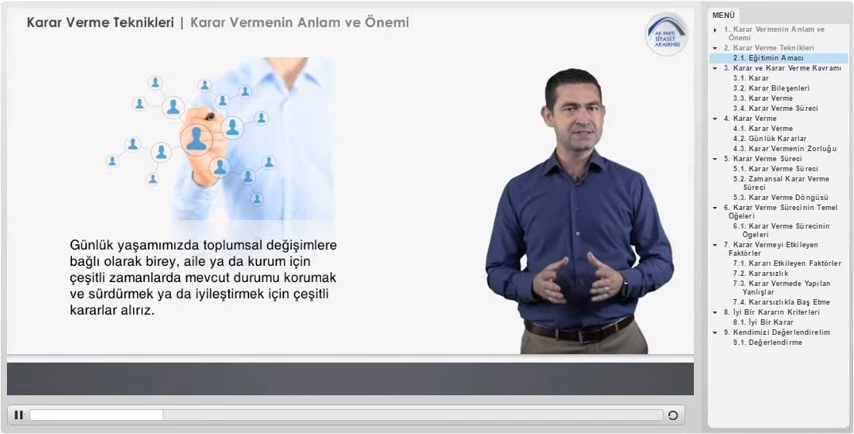 Karar Verme Teknikleri | Karar Vermenin Anlam ve Önemi
AK PARTİ
SİYASET
AKADEMİSİ
Günlük yaşamımızda toplumsal değişimlere
bağlı olarak birey, aile ya da kurum için
çeşitli zamanlarda mevcut durumu korumak
ve sürdürmek ya da iyileştirmek için çeşitli
kararlar alırız.
MENÜ
1. Karar Vermenin Anlam ve
Önemi
2. Karar Verme Teknikleri
2.1. Eğitimin Amacı
3. Karar ve Karar Verme Kavramı
3.1. Karar
3.2. Karar Bileşenleri
3.3. Karar Verme
3.4. Karar Verme Süreci
4. Karar Verme
4.1. Karar Verme
4.2. Günlük Kararlar
4.3. Karar Vermenin Zorluğu
5. Karar Verme Süreci
5.1. Karar Verme Süreci
5.2. Zamansal Karar Verme
Süreci
5.3. Karar Verme Döngüsü
6. Karar Verme Sürecinin Temel
Öğeleri
6.1. Karar Verme Sürecinin
Ögeleri
7. Karar Vermeyi Etkileyen
Faktörler
7.1. Kararı Etkileyen Faktörler
7.2. Kararsızlık
7.3. Karar Vermede Yapılan
Yanlışlar
7.4. Kararsızlıkla Baş Etme
8. İyi Bir Kararın Kriterleri
8.1. İyi Bir Karar
9. Kendimizi Değerlendirelim
9.1. Değerlendirme